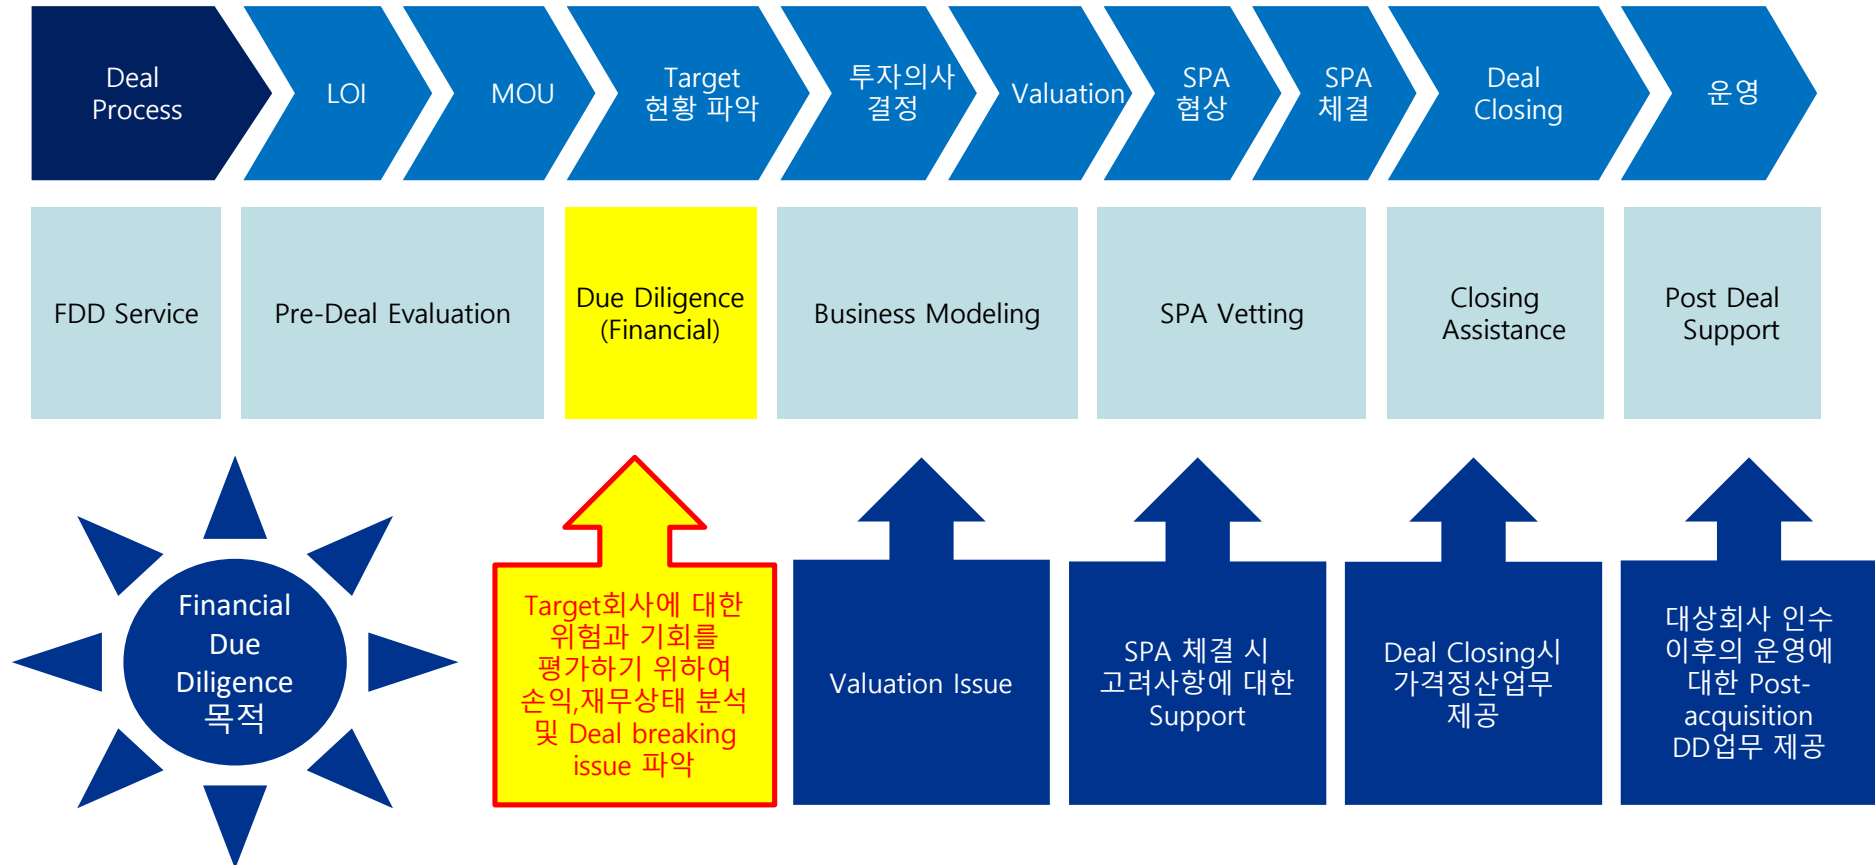 Deal
Process
LOI
MOU
Target
현황 파악
투자의사
결정
Valuation
SPA
협상
SPA
체결
Deal
Closing
운영
FDD Service
Pre-Deal Evaluation
Due Diligence
(Financial)
Business Modeling
SPA Vetting
Closing
Assistance
Post Deal
Support
Financial
Due
Diligence
목적
Target회사에 대한
위험과 기회를
평가하기 위하여
손익,재무상태 분석
및 Deal breaking
issue 파악
Valuation Issue
SPA 체결 시
고려사항에 대한
Support
Deal Closing시
가격정산업무
제공
대상회사 인수
이후의 운영에
대한 Post-
acquisition
DD업무 제공